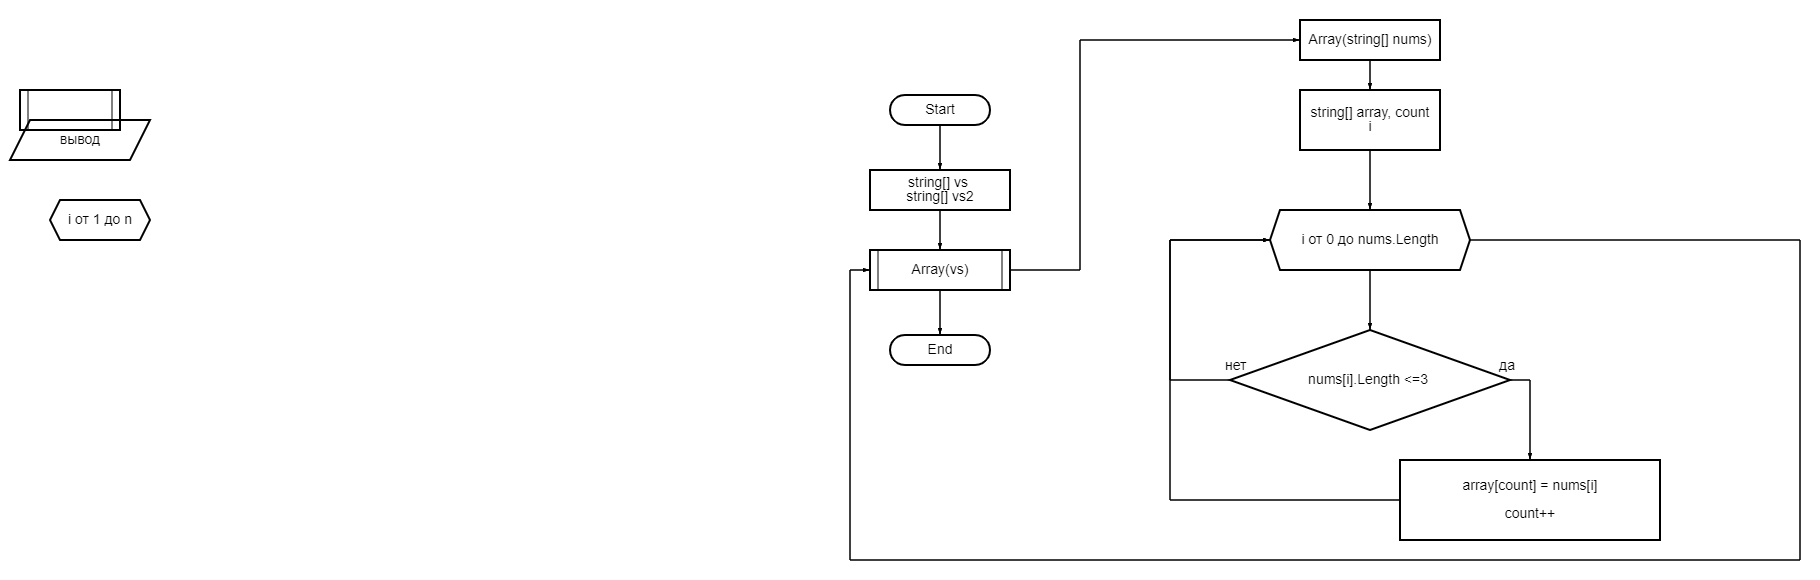 вывод
i от 1 до n
Start
string[] vs
string[] vs2
Array(vs)
End
Array(string[] nums)
string[] array, count
i
i от 0 до nums.Length
нет
nums[i].Length <=3
да
array[count] = nums[i]
count++